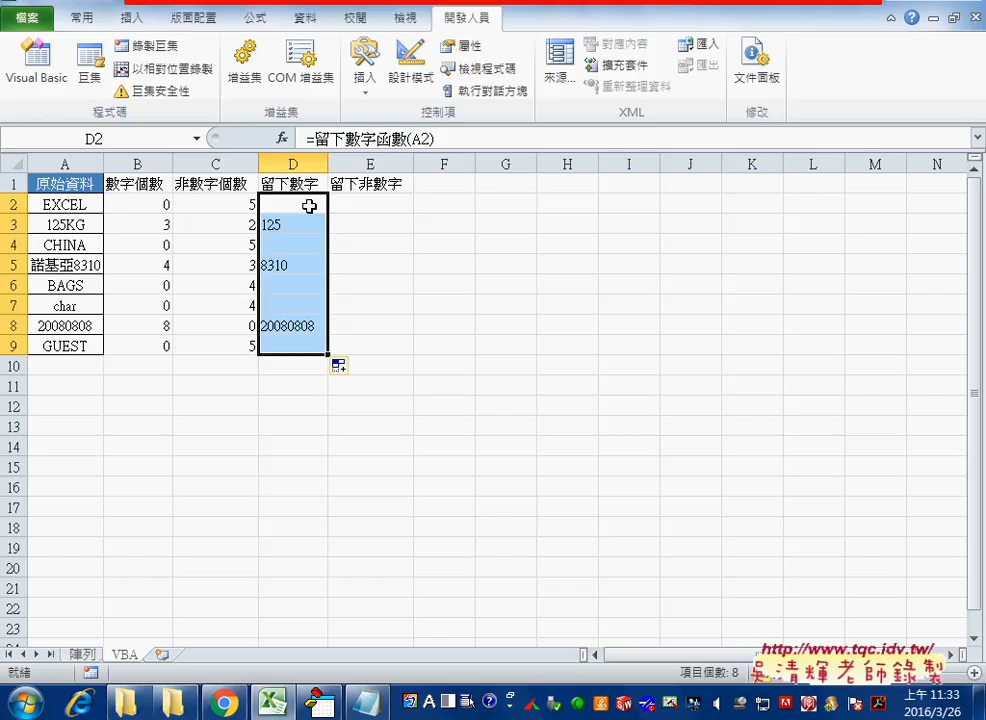 檔案 常用 插入 版面配置 公式 資料 校閱 檢視 開發人員
Visual Basic 巨集 錄製巨集 以相對位置錄製 巨集安全性 增益集 COM 增益集 插入 設計模式 屬性 檢視程式碼 執行對話方塊 來源... 對應內容 擴充套件 重新整理資料 匯入 匯出 文件面板
程式碼 增益集 控制項 XML 修改
D2 fx =留下數字函數(A2)
A B C D E F G H I J K L M N
1 原始資料 數字個數 非數字個數 留下數字 留下非數字
2 EXCEL 0 5
3 125KG 3 2 125
4 CHINA 0 5
5 諾基亞8310 4 3 8310
6 BAGS 0 4
7 char 0 4
8 20080808 8 0 20080808
9 GUEST 0 5
10
11
12
13
14
15
16
17
18
19
20
21
22
23
陣列 VBA
http://www.tqc.idv.tw/
就緒 項目個數: 8 吳清輝老師錄製
上午 11:33
2016/3/26